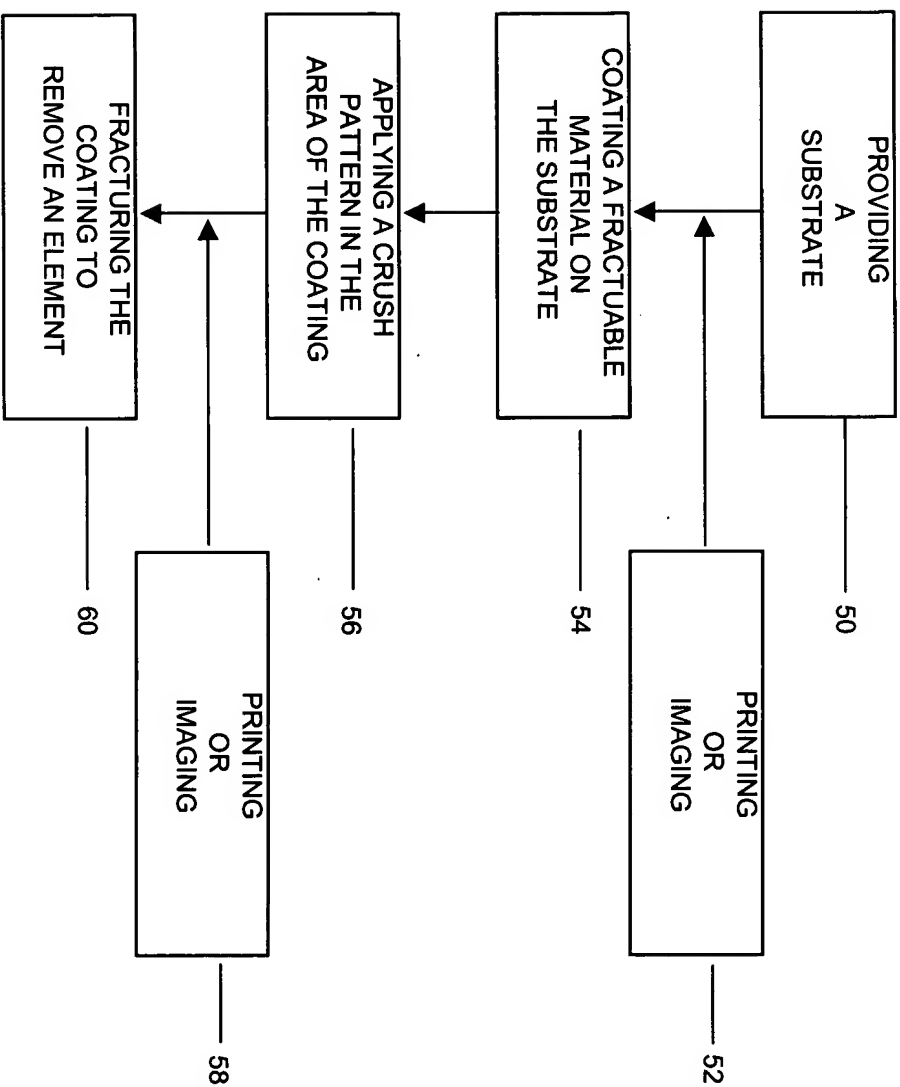 PROVIDING
A
SUBSTRATE
50
PRINTING
OR
IMAGING
52
COATING A FRACTUABLE
MATERIAL ON
THE SUBSTRATE
54
APPLYING A CRUSH
PATTERN IN THE
AREA OF THE COATING
56
PRINTING
OR
IMAGING
58
FRACTURING THE
COATING TO
REMOVE AN ELEMENT
60